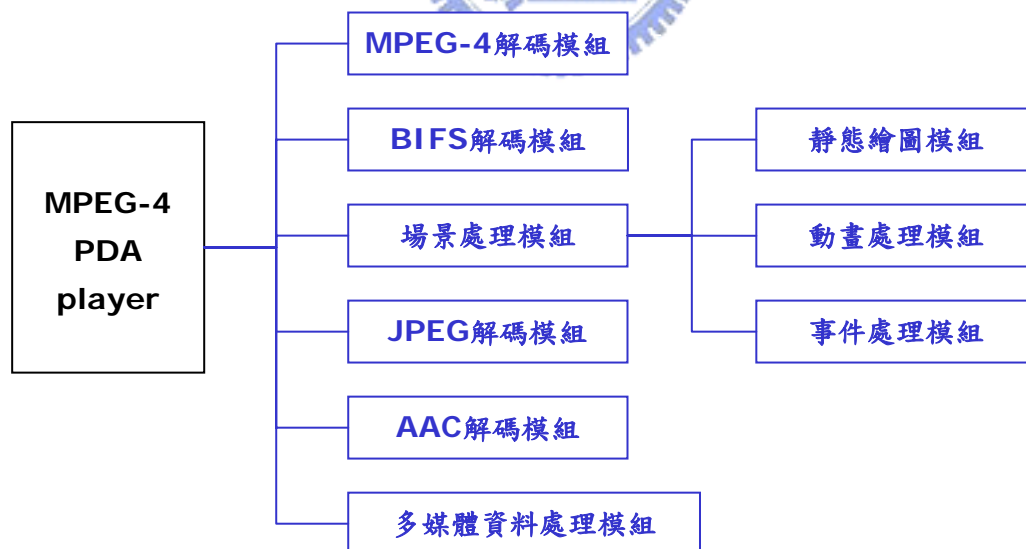 MPEG-4
PDA
player
MPEG-4解碼模組
BIFS解碼模組
場景處理模組
JPEG解碼模組
AAC解碼模組
多媒體資料處理模組
靜態繪圖模組
動畫處理模組
事件處理模組